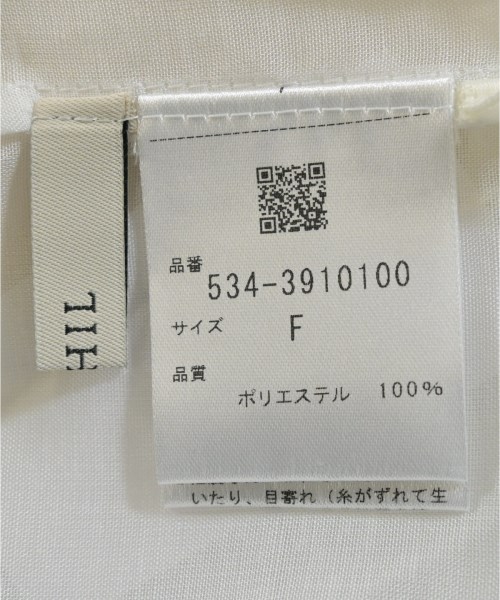 HIL
品番
534-3910100
サイズ F
品質
ポリエステル 100%
いたり、目寄れ（糸がずれて生